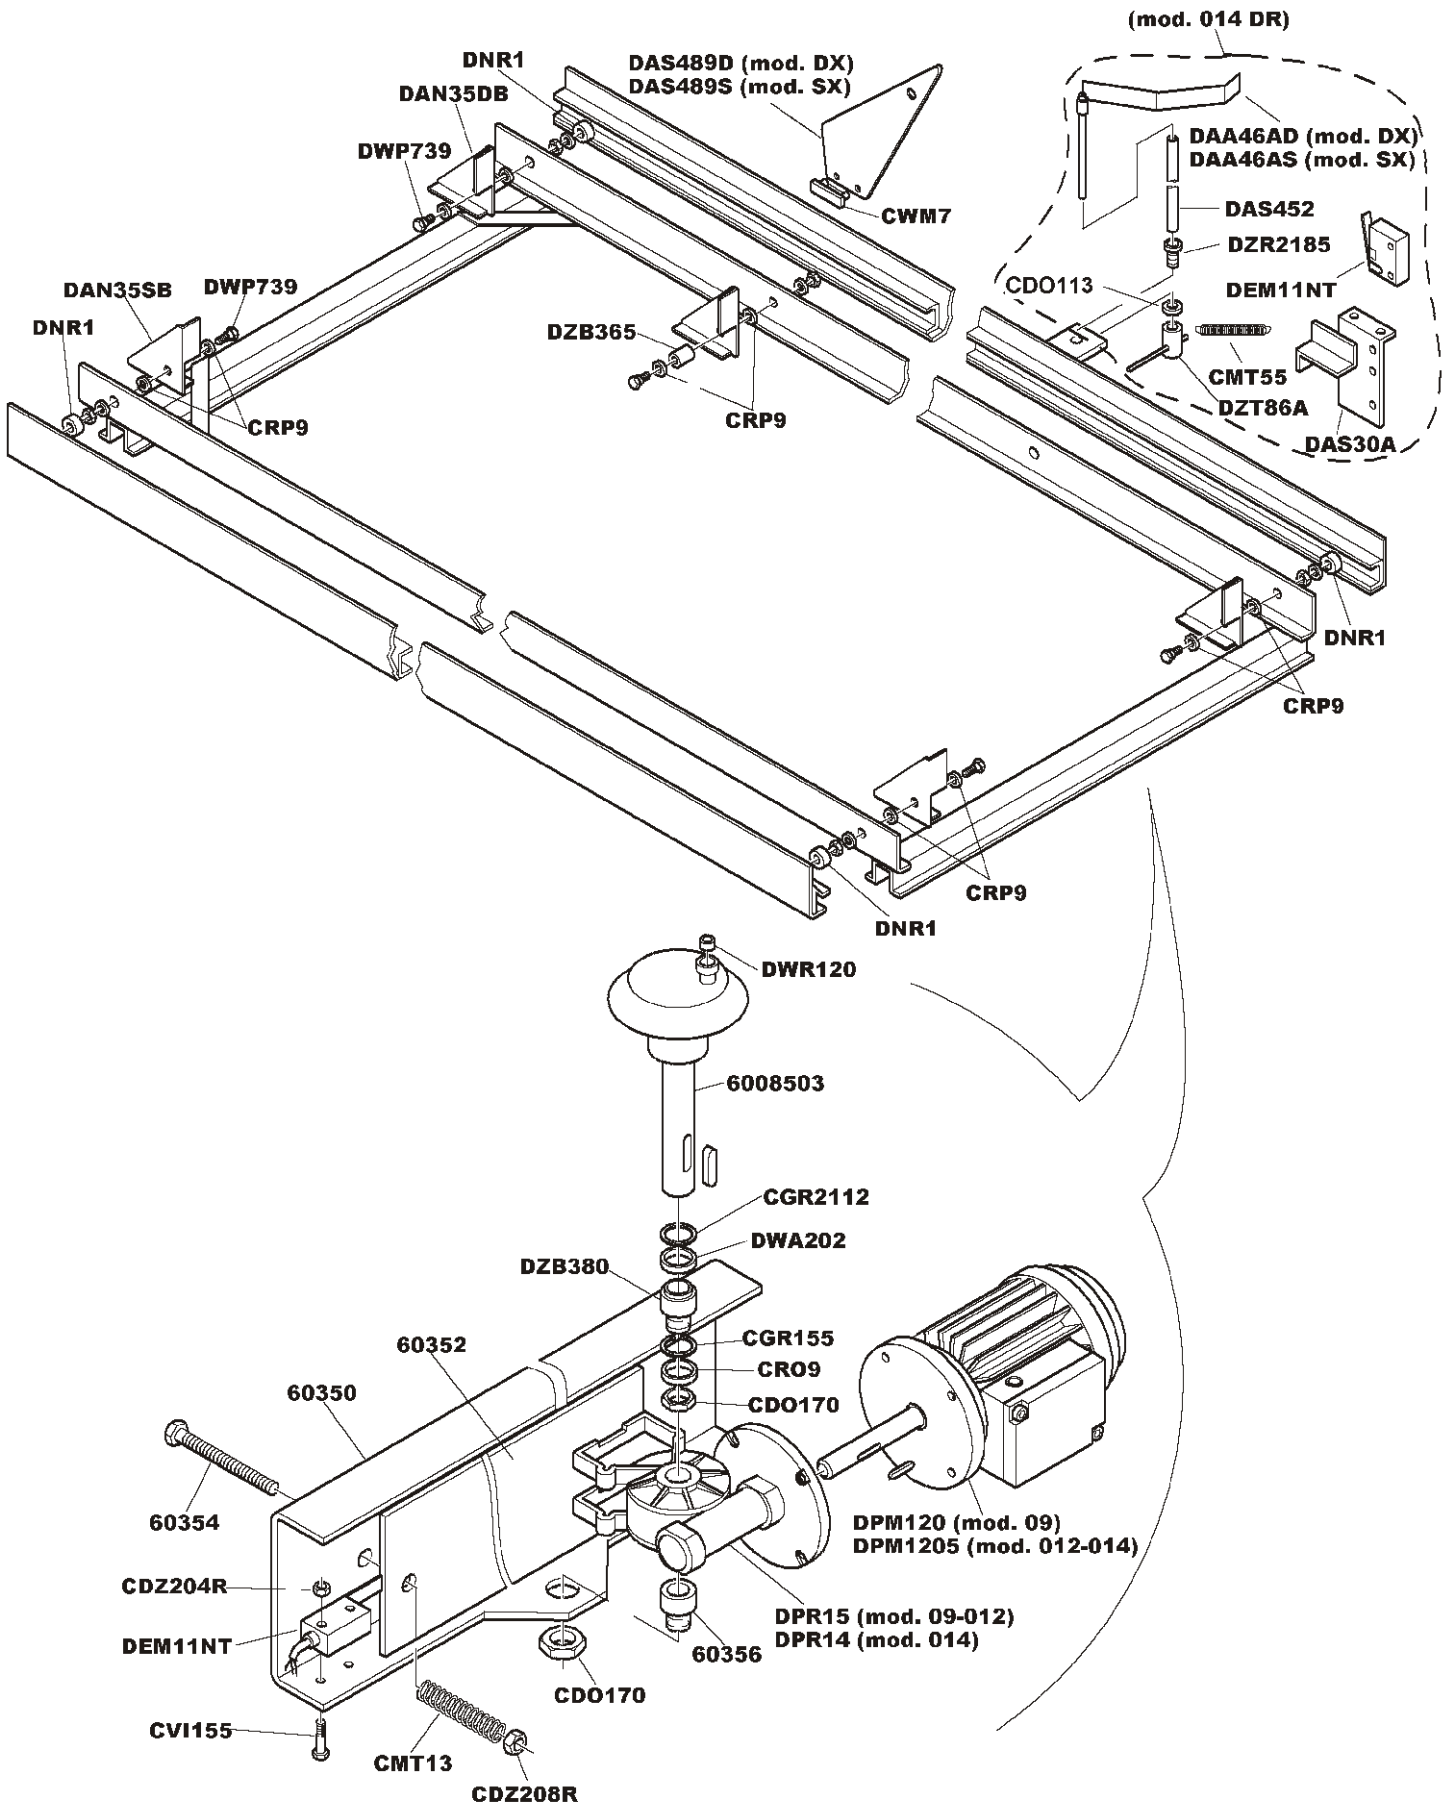 (mod. 014 DR)
DNR1
DAS489D (mod. DX)
DAS489S (mod. SX)
DAN35DB
DAA46AD (mod. DX)
DAA46AS (mod. SX)
DWP739
CWM7
DAS452
DZR2185
CDO113
DEM11NT
DAN35SB
DWP739
DNR1
DZB365
CMT55
DZT86A
CRP9
CRP9
DAS30A
DNR1
CRP9
CRP9
DNR1
DWR120
6008503
CGR2112
DWA202
DZB380
CGR155
60352
CRO9
60350
CDO170
60354
DPM120 (mod. 09)
DPM1205 (mod. 012-014)
CDZ204R
DPR15 (mod. 09-012)
DPR14 (mod. 014)
DEM11NT
60356
CDO170
CVI155
CMT13
CDZ208R